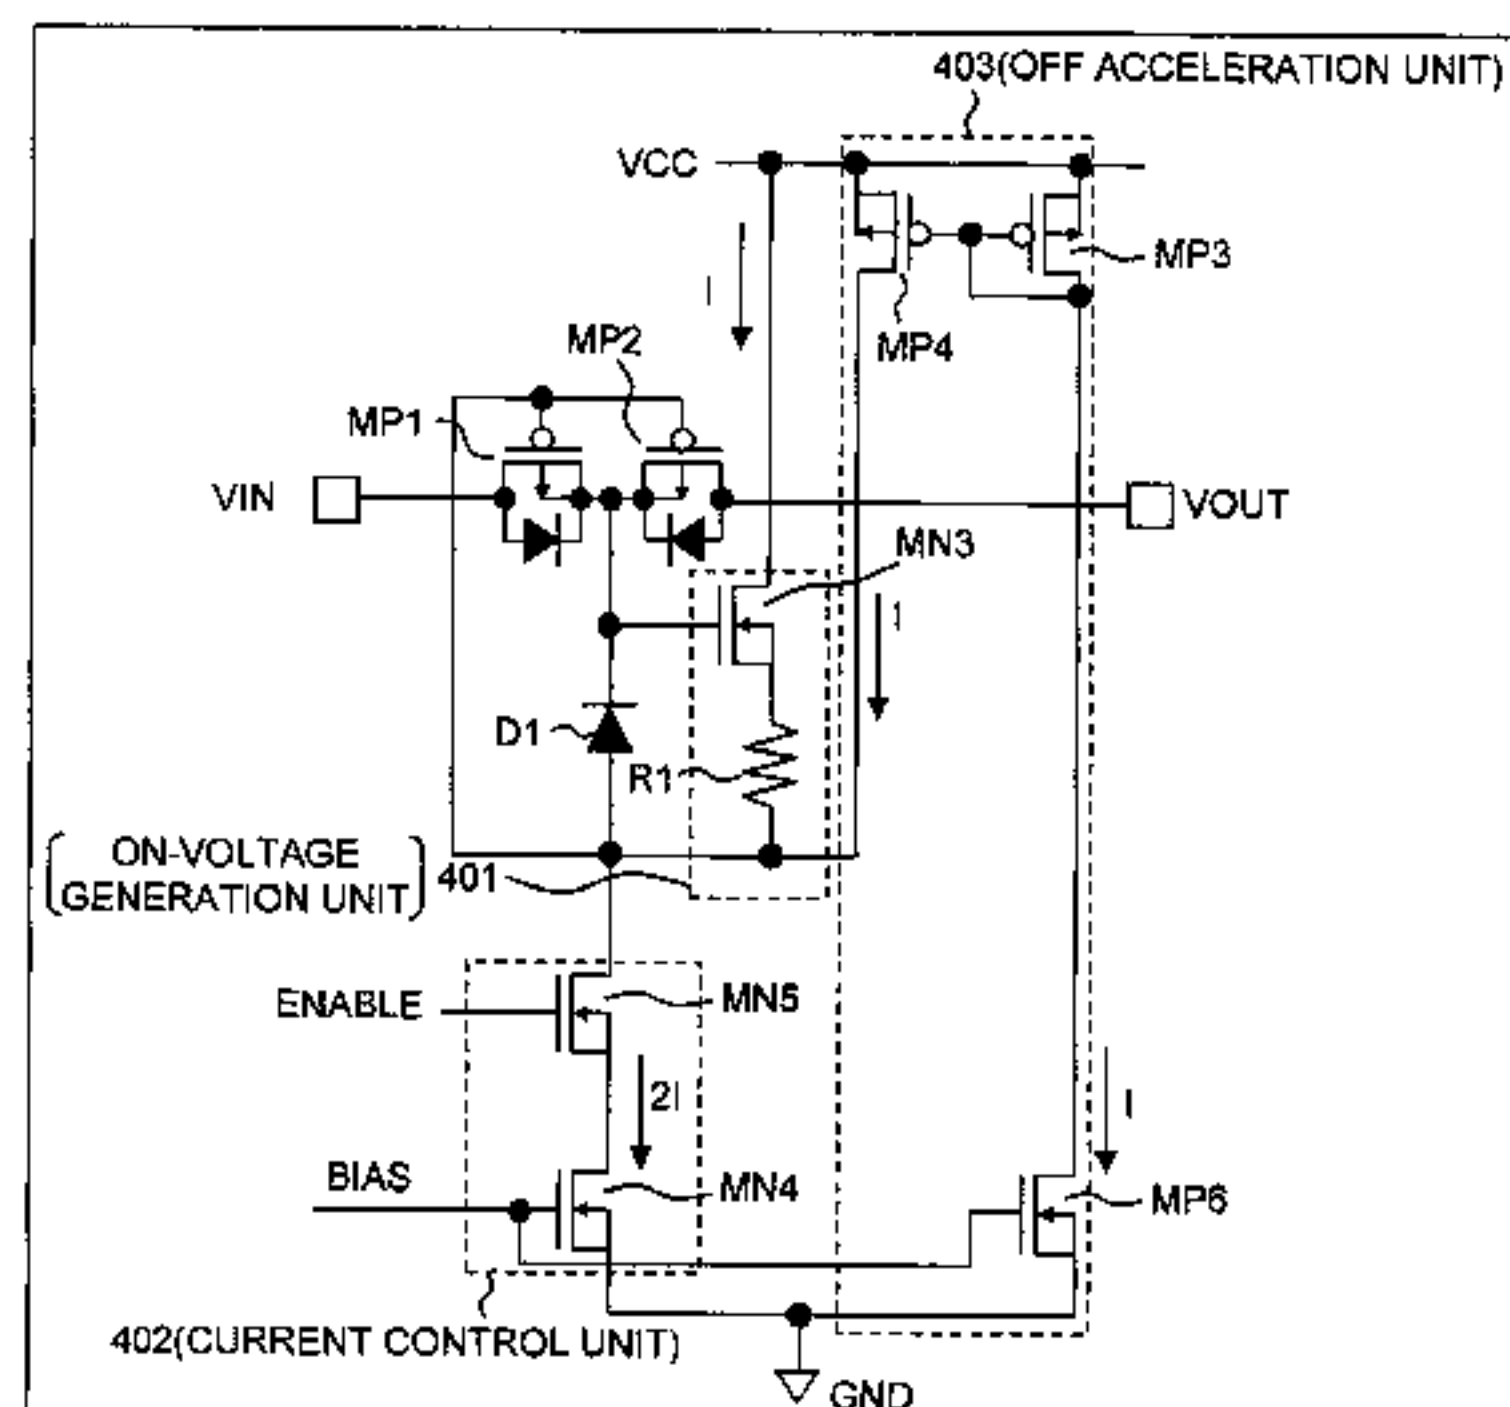 403(OFF ACCELERATION UNIT)
VCC
MP3
I
MP4
MP2
MP1
VIN
VOUT
MN3
I
D1
R1
ON-VOLTAGE
GENERATION UNIT
401
ENABLE
MN5
2I
I
BIAS
MN4
MP6
402(CURRENT CONTROL UNIT)
GND